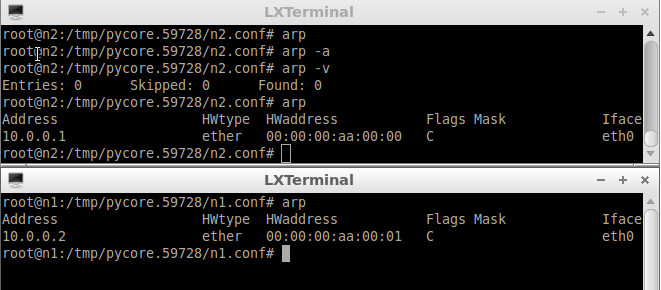 LXTerminal
root@n2:/tmp/pycore.59728/n2.conf# arp
root@n2:/tmp/pycore.59728/n2.conf# arp -a
root@n2:/tmp/pycore.59728/n2.conf# arp -v
Entries: 0      Skipped: 0      Found: 0
root@n2:/tmp/pycore.59728/n2.conf# arp
Address                  HWtype  HWaddress           Flags Mask            Iface
10.0.0.1                 ether   00:00:00:aa:00:00   C                     eth0
root@n2:/tmp/pycore.59728/n2.conf#
LXTerminal
root@n1:/tmp/pycore.59728/n1.conf# arp
Address                  HWtype  HWaddress           Flags Mask            Iface
10.0.0.2                 ether   00:00:00:aa:00:01   C                     eth0
root@n1:/tmp/pycore.59728/n1.conf#